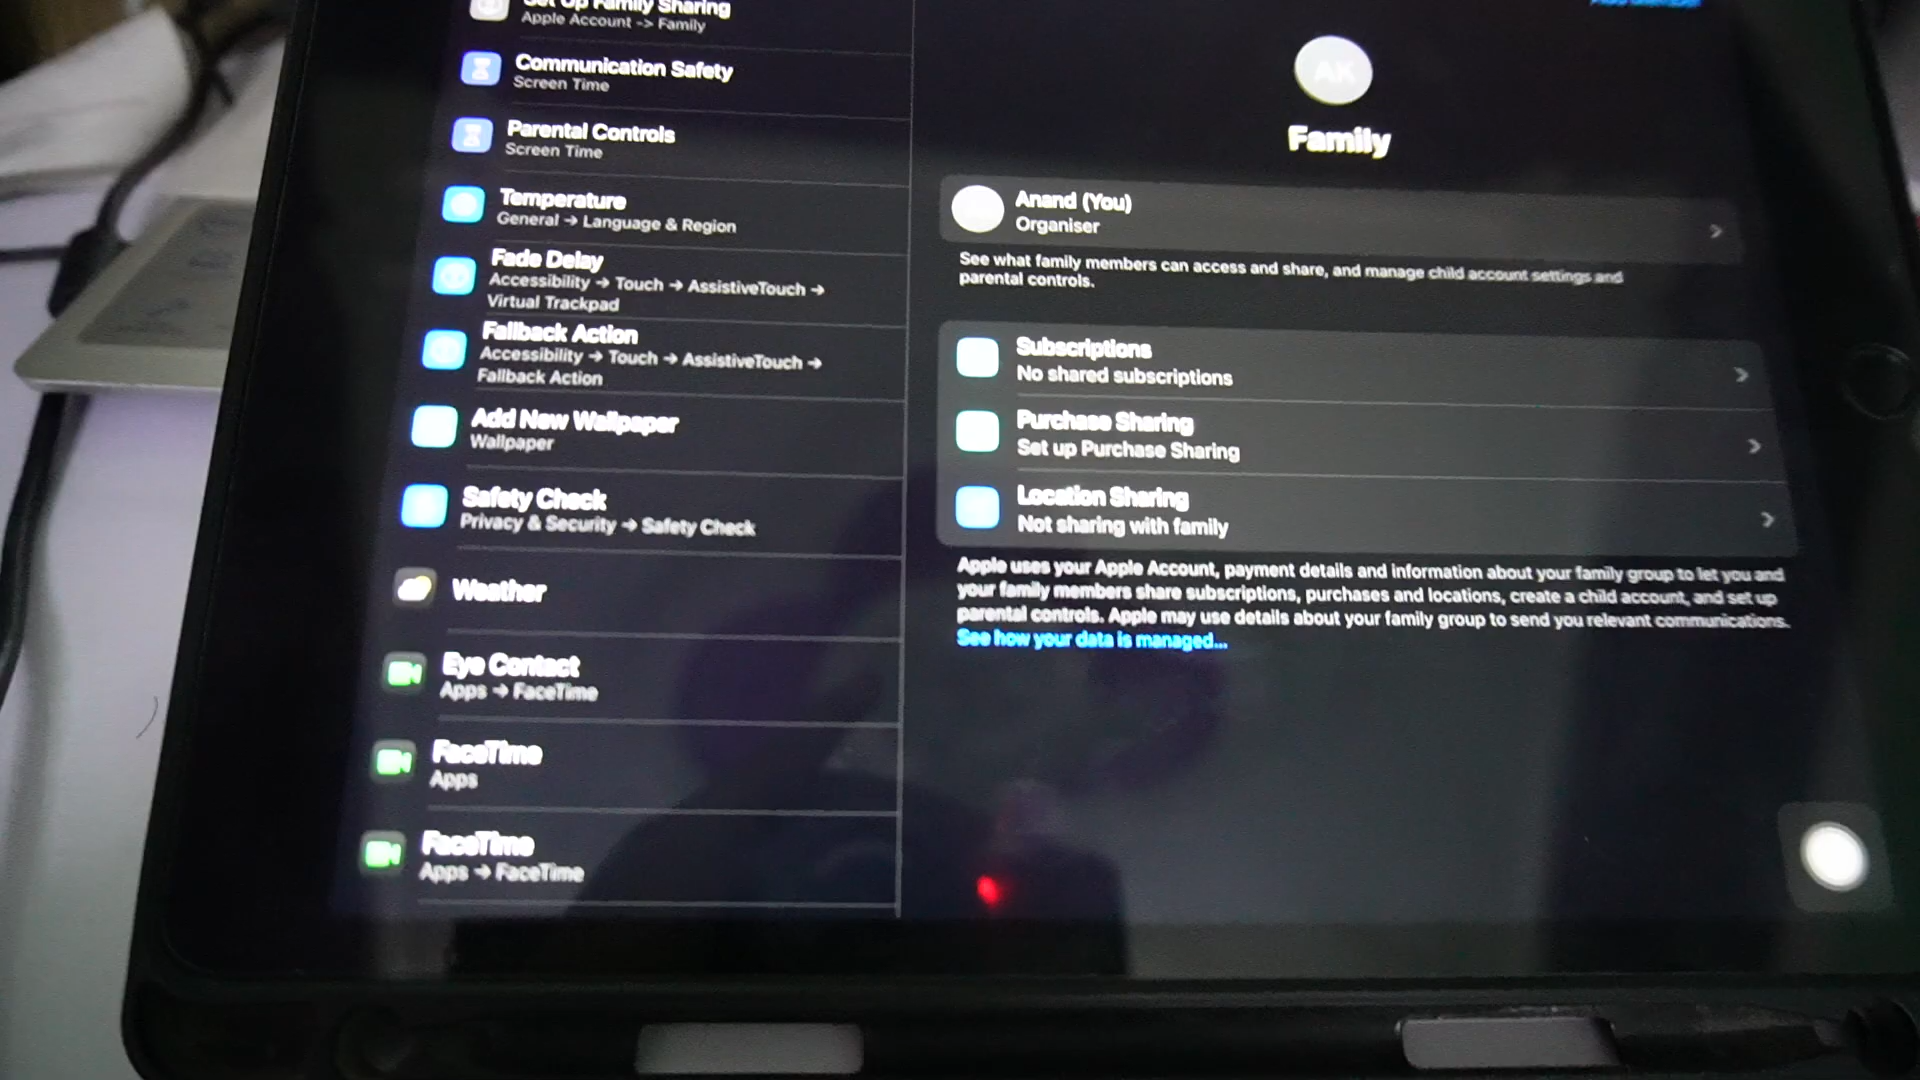 Set Up Family Sharing
Apple Account -> Family
Communication Safety
Screen Time
Parental Controls
Screen Time
Temperature
General → Language & Region
Fade Delay
Accessibility → Touch → AssistiveTouch →
Virtual Trackpad
Fallback Action
Accessibility → Touch → AssistiveTouch →
Fallback Action
Add New Wallpaper
Wallpaper
Safety Check
Privacy & Security → Safety Check
Weather
Eye Contact
Apps → FaceTime
FaceTime
Apps
FaceTime
Apps → FaceTime
AK
Family
Anand (You)
Organiser
See what family members can access and share, and manage child account settings and
parental controls.
Subscriptions
No shared subscriptions
Purchase Sharing
Set up Purchase Sharing
Location Sharing
Not sharing with family
Apple uses your Apple Account, payment details and information about your family group to let you and
your family members share subscriptions, purchases and locations, create a child account, and set up
parental controls. Apple may use details about your family group to send you relevant communications.
See how your data is managed...